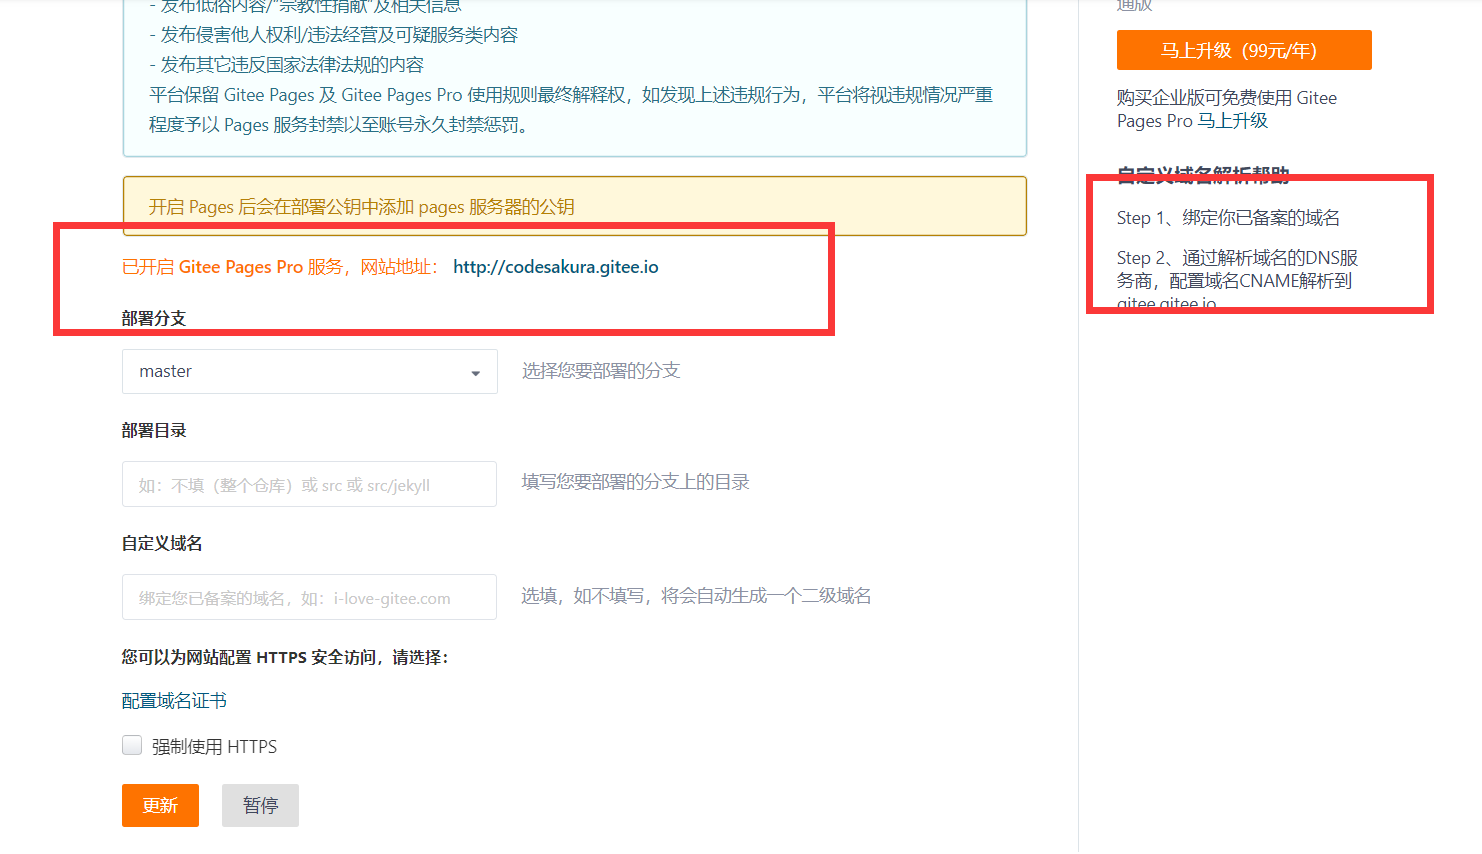 - 发布低俗内容/"宗教性捐献"及相关信息
- 发布侵害他人权利/违法经营及可疑服务类内容
- 发布其它违反国家法律法规的内容
平台保留 Gitee Pages 及 Gitee Pages Pro 使用规则最终解释权，如发现上述违规行为，平台将视违规情况严重
程度予以 Pages 服务封禁以至账号永久封禁惩罚。
开启 Pages 后会在部署公钥中添加 pages 服务器的公钥
已开启 Gitee Pages Pro 服务，网站地址： http://codesakura.gitee.io
部署分支
master
选择您要部署的分支
部署目录
如：不填（整个仓库）或 src 或 src/jekyll
填写您要部署的分支上的目录
自定义域名
绑定您已备案的域名，如：i-love-gitee.com
选填，如不填写，将会自动生成一个二级域名
您可以为网站配置 HTTPS 安全访问，请选择：
配置域名证书
强制使用 HTTPS
更新
暂停
通版
马上升级（99元/年）
购买企业版可免费使用 Gitee
Pages Pro 马上升级
自定义域名解析帮助
Step 1、绑定你已备案的域名
Step 2、通过解析域名的DNS服
务商，配置域名CNAME解析到
gitee.gitee.io